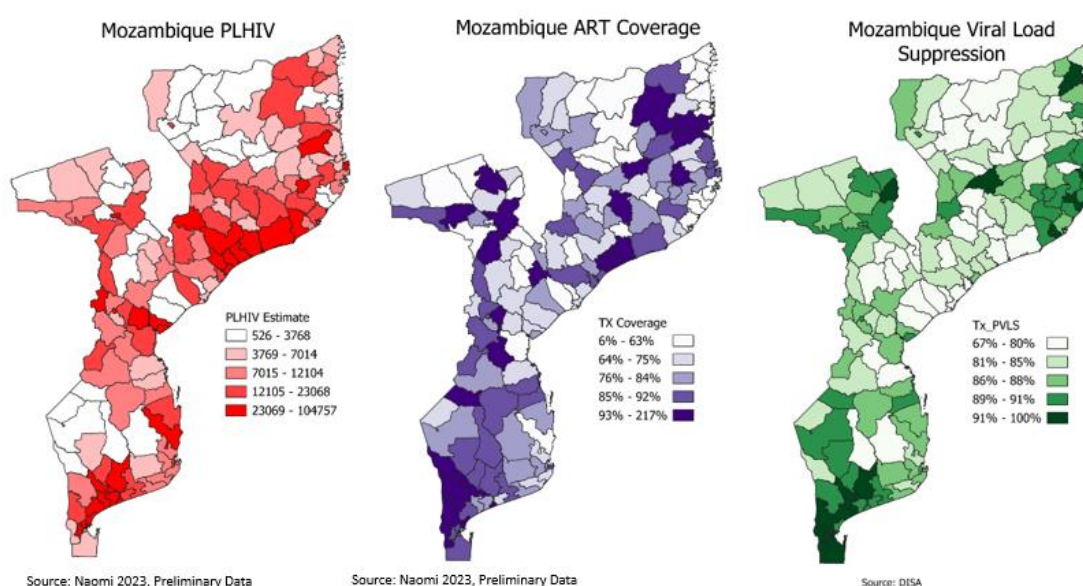 Mozambique PLHIV
PLHIV Estimate
526 - 3768
3769 - 7014
7015 - 12104
12105 - 23068
23069 - 104757
Source: Naomi 2023, Preliminary Data
Mozambique ART Coverage
TX Coverage
6% - 63%
64% - 75%
76% - 84%
85% - 92%
93% - 217%
Source: Naomi 2023, Preliminary Data
Mozambique Viral Load
Suppression
Tx_PVLS
67% - 80%
81% - 85%
86% - 88%
89% - 91%
91% - 100%
Source: DISA